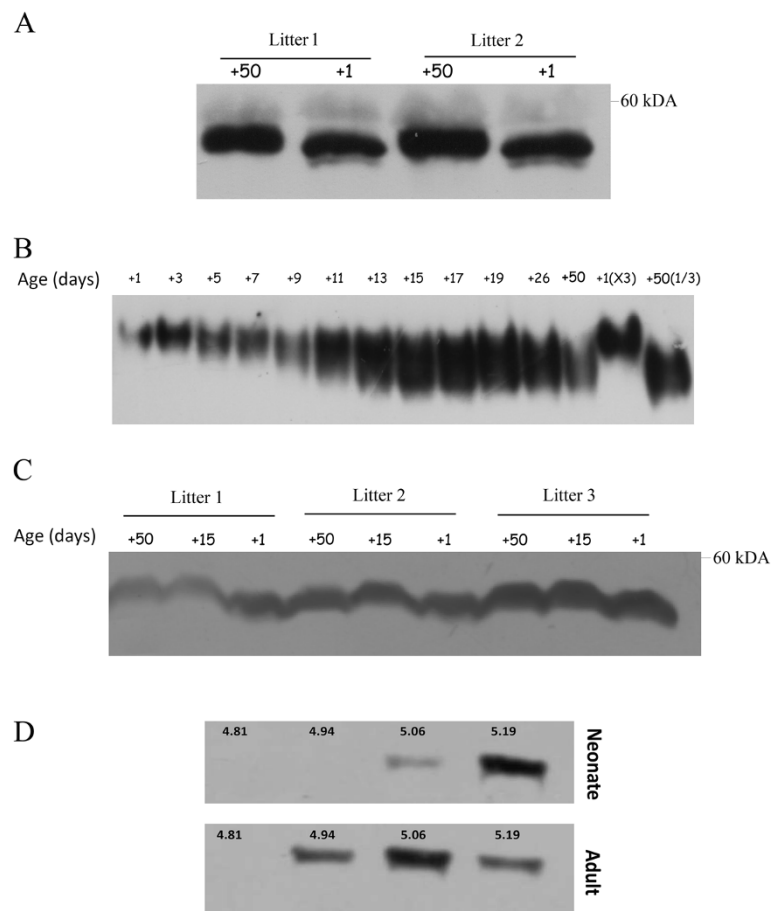 A
Litter 1 Litter 2
+50 +1 +50 +1
60 kDA
B
Age (days) +1 +3 +5 +7 +9 +11 +13 +15 +17 +19 +26 +50 +1(X3) +50(1/3)
C
Litter 1 Litter 2 Litter 3
Age (days) +50 +15 +1 +50 +15 +1 +50 +15 +1
60 kDA
D
4.81 4.94 5.06 5.19
Neonate
4.81 4.94 5.06 5.19
Adult